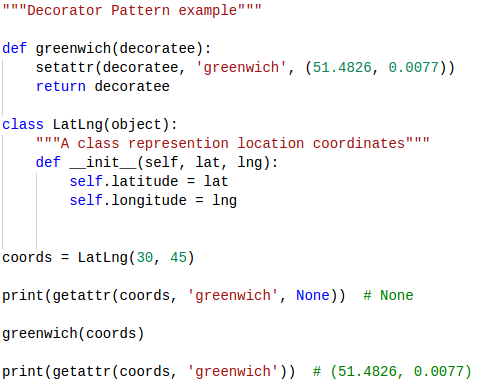 """Decorator Pattern example"""
def greenwich(decoratee):
    setattr(decoratee, 'greenwich', (51.4826, 0.0077))
    return decoratee
class LatLng(object):
    """A class represention location coordinates"""
    def __init__(self, lat, lng):
        self.latitude = lat
        self.longitude = lng
coords = LatLng(30, 45)
print(getattr(coords, 'greenwich', None))  # None
greenwich(coords)
print(getattr(coords, 'greenwich'))  # (51.4826, 0.0077)